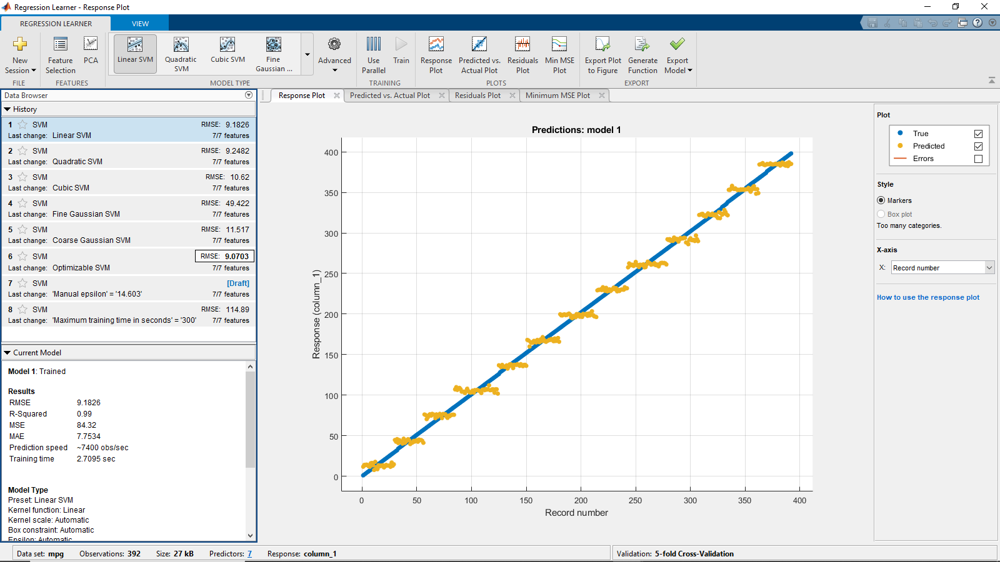 Regression Learner - Response Plot
REGRESSION LEARNER
VIEW
New Session
Feature Selection
PCA
Linear SVM
Quadratic SVM
Cubic SVM
Fine Gaussian ...
Advanced
Use Parallel
Train
Response Plot
Predicted vs. Actual Plot
Residuals Plot
Min MSE Plot
Export Plot to Figure
Generate Function
Export Model
FILE
FEATURES
MODEL TYPE
TRAINING
PLOTS
EXPORT
Data Browser
History
1 SVM RMSE: 9.1826
Last change: Linear SVM 7/7 features
2 SVM RMSE: 9.2482
Last change: Quadratic SVM 7/7 features
3 SVM RMSE: 10.62
Last change: Cubic SVM 7/7 features
4 SVM RMSE: 49.422
Last change: Fine Gaussian SVM 7/7 features
5 SVM RMSE: 11.517
Last change: Coarse Gaussian SVM 7/7 features
6 SVM RMSE: 9.0703
Last change: Optimizable SVM 7/7 features
7 SVM [Draft]
Last change: 'Manual epsilon' = '14.603' 7/7 features
8 SVM RMSE: 114.89
Last change: 'Maximum training time in seconds' = '300' 7/7 features
Current Model
Model 1: Trained
Results
RMSE 9.1826
R-Squared 0.99
MSE 84.32
MAE 7.7534
Prediction speed ~7400 obs/sec
Training time 2.7095 sec
Model Type
Preset: Linear SVM
Kernel function: Linear
Kernel scale: Automatic
Box constraint: Automatic
Epsilon: Automatic
Response Plot
Predicted vs. Actual Plot
Residuals Plot
Minimum MSE Plot
Predictions: model 1
400
350
300
250
200
150
100
50
0
Response (column_1)
0 50 100 150 200 250 300 350 400
Record number
Plot
True
Predicted
Errors
Style
Markers
Box plot
Too many categories.
X-axis
X: Record number
How to use the response plot
Data set: mpg Observations: 392 Size: 27 kB Predictors: 7 Response: column_1
Validation: 5-fold Cross-Validation